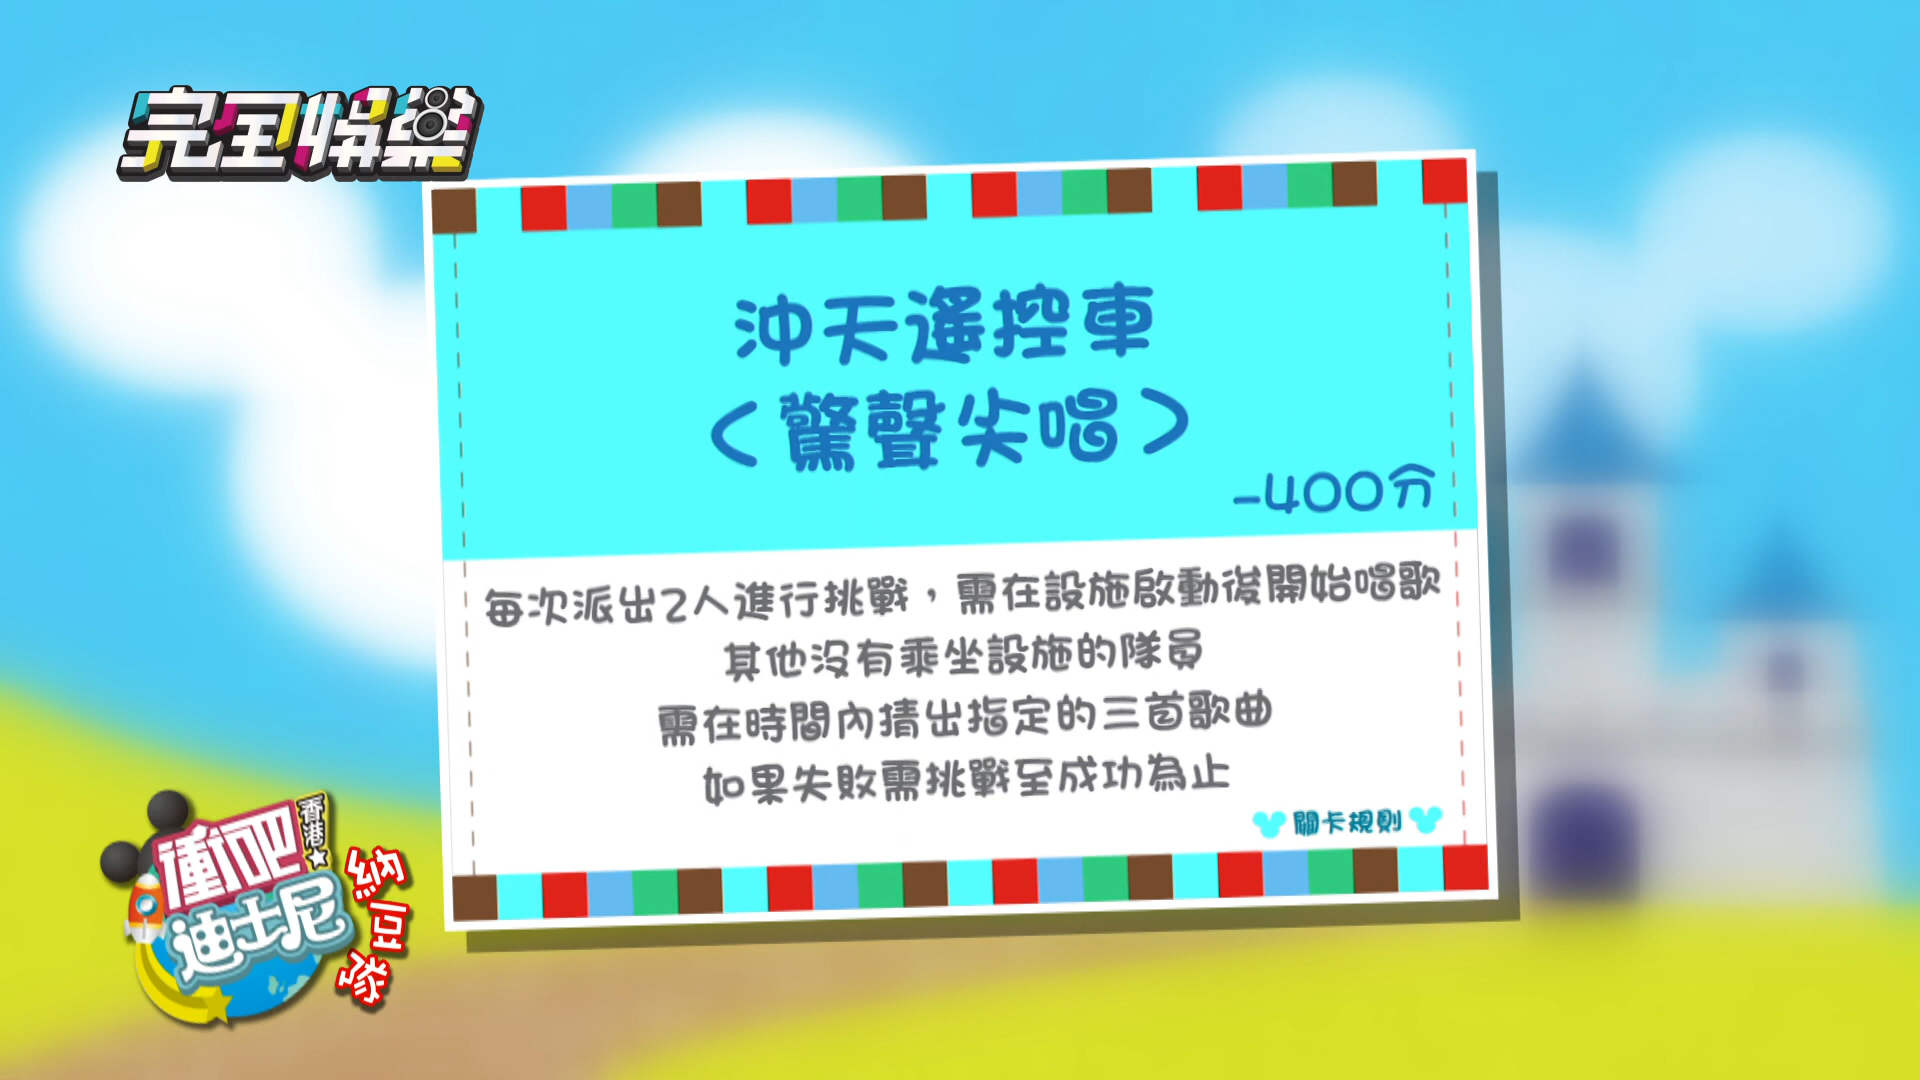 完全娛樂
沖天遙控車
〈驚聲尖唱〉
-400分
每次派出2人進行挑戰，需在設施啟動後開始唱歌
其他沒有乘坐設施的隊員
需在時間內猜出指定的三首歌曲
如果失敗需挑戰至成功為止
關卡規則
香港
衝吧
迪士尼
納豆隊